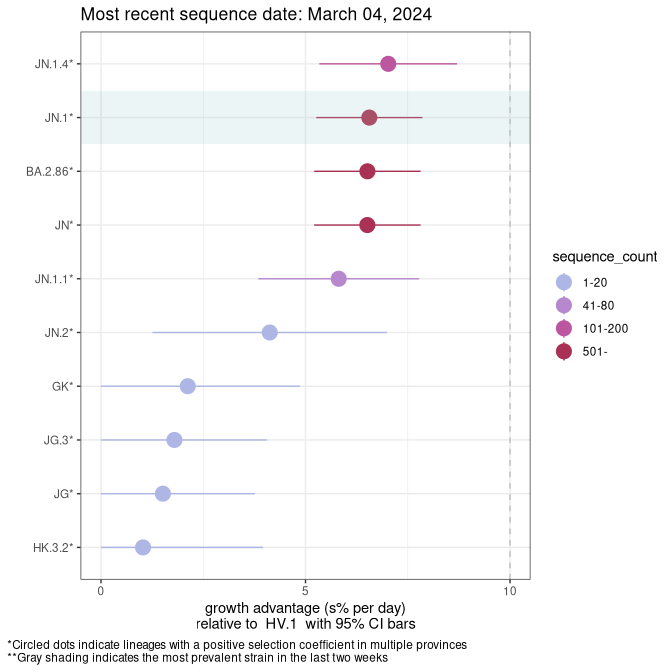 Most recent sequence date: March 04, 2024
JN.1.4*
JN.1*
BA.2.86*
JN*
JN.1.1*
JN.2*
GK*
JG.3*
JG*
HK.3.2*
sequence_count
1-20
41-80
101-200
501-
0 5 10
growth advantage (s% per day)
relative to HV.1 with 95% CI bars
*Circled dots indicate lineages with a positive selection coefficient in multiple provinces
**Gray shading indicates the most prevalent strain in the last two weeks